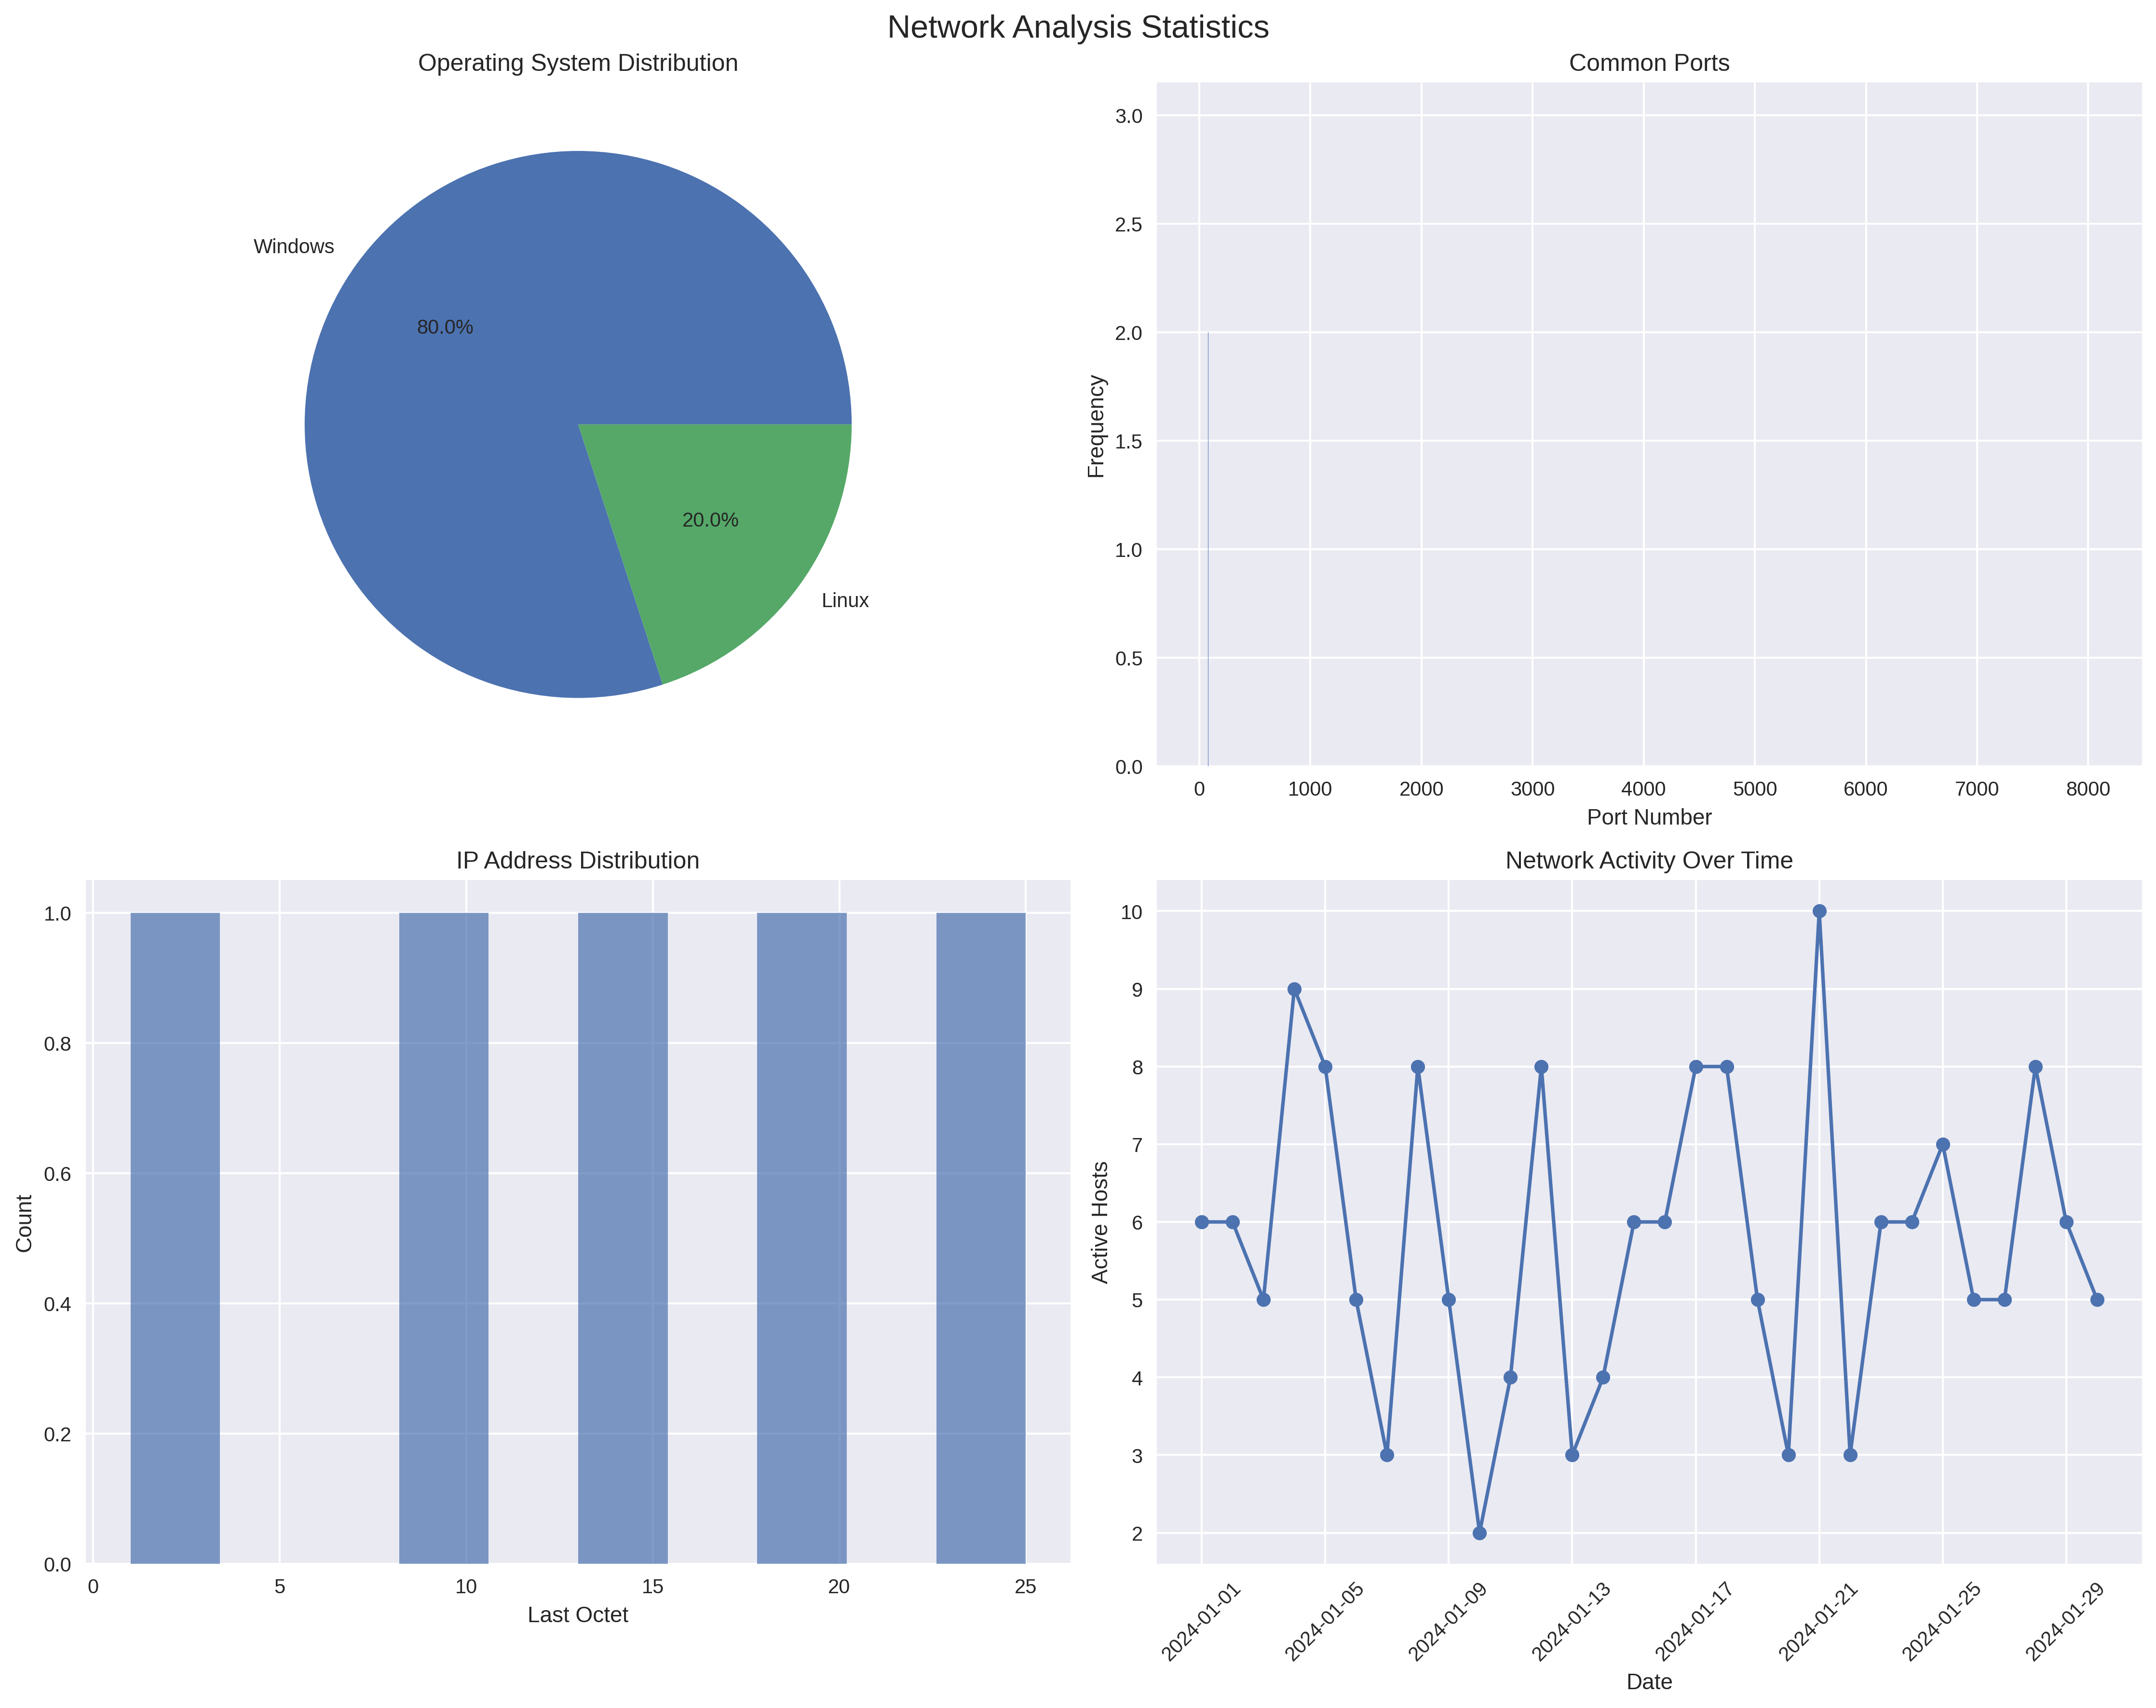 Network Analysis Statistics
Operating System Distribution
Windows
80.0%
20.0%
Linux
Common Ports
3.0
2.5
2.0
1.5
1.0
0.5
0.0
Frequency
0 1000 2000 3000 4000 5000 6000 7000 8000
Port Number
IP Address Distribution
1.0
0.8
0.6
0.4
0.2
0.0
Count
0 5 10 15 20 25
Last Octet
Network Activity Over Time
10
9
8
7
6
5
4
3
2
Active Hosts
2024-01-01 2024-01-05 2024-01-09 2024-01-13 2024-01-17 2024-01-21 2024-01-25 2024-01-29
Date